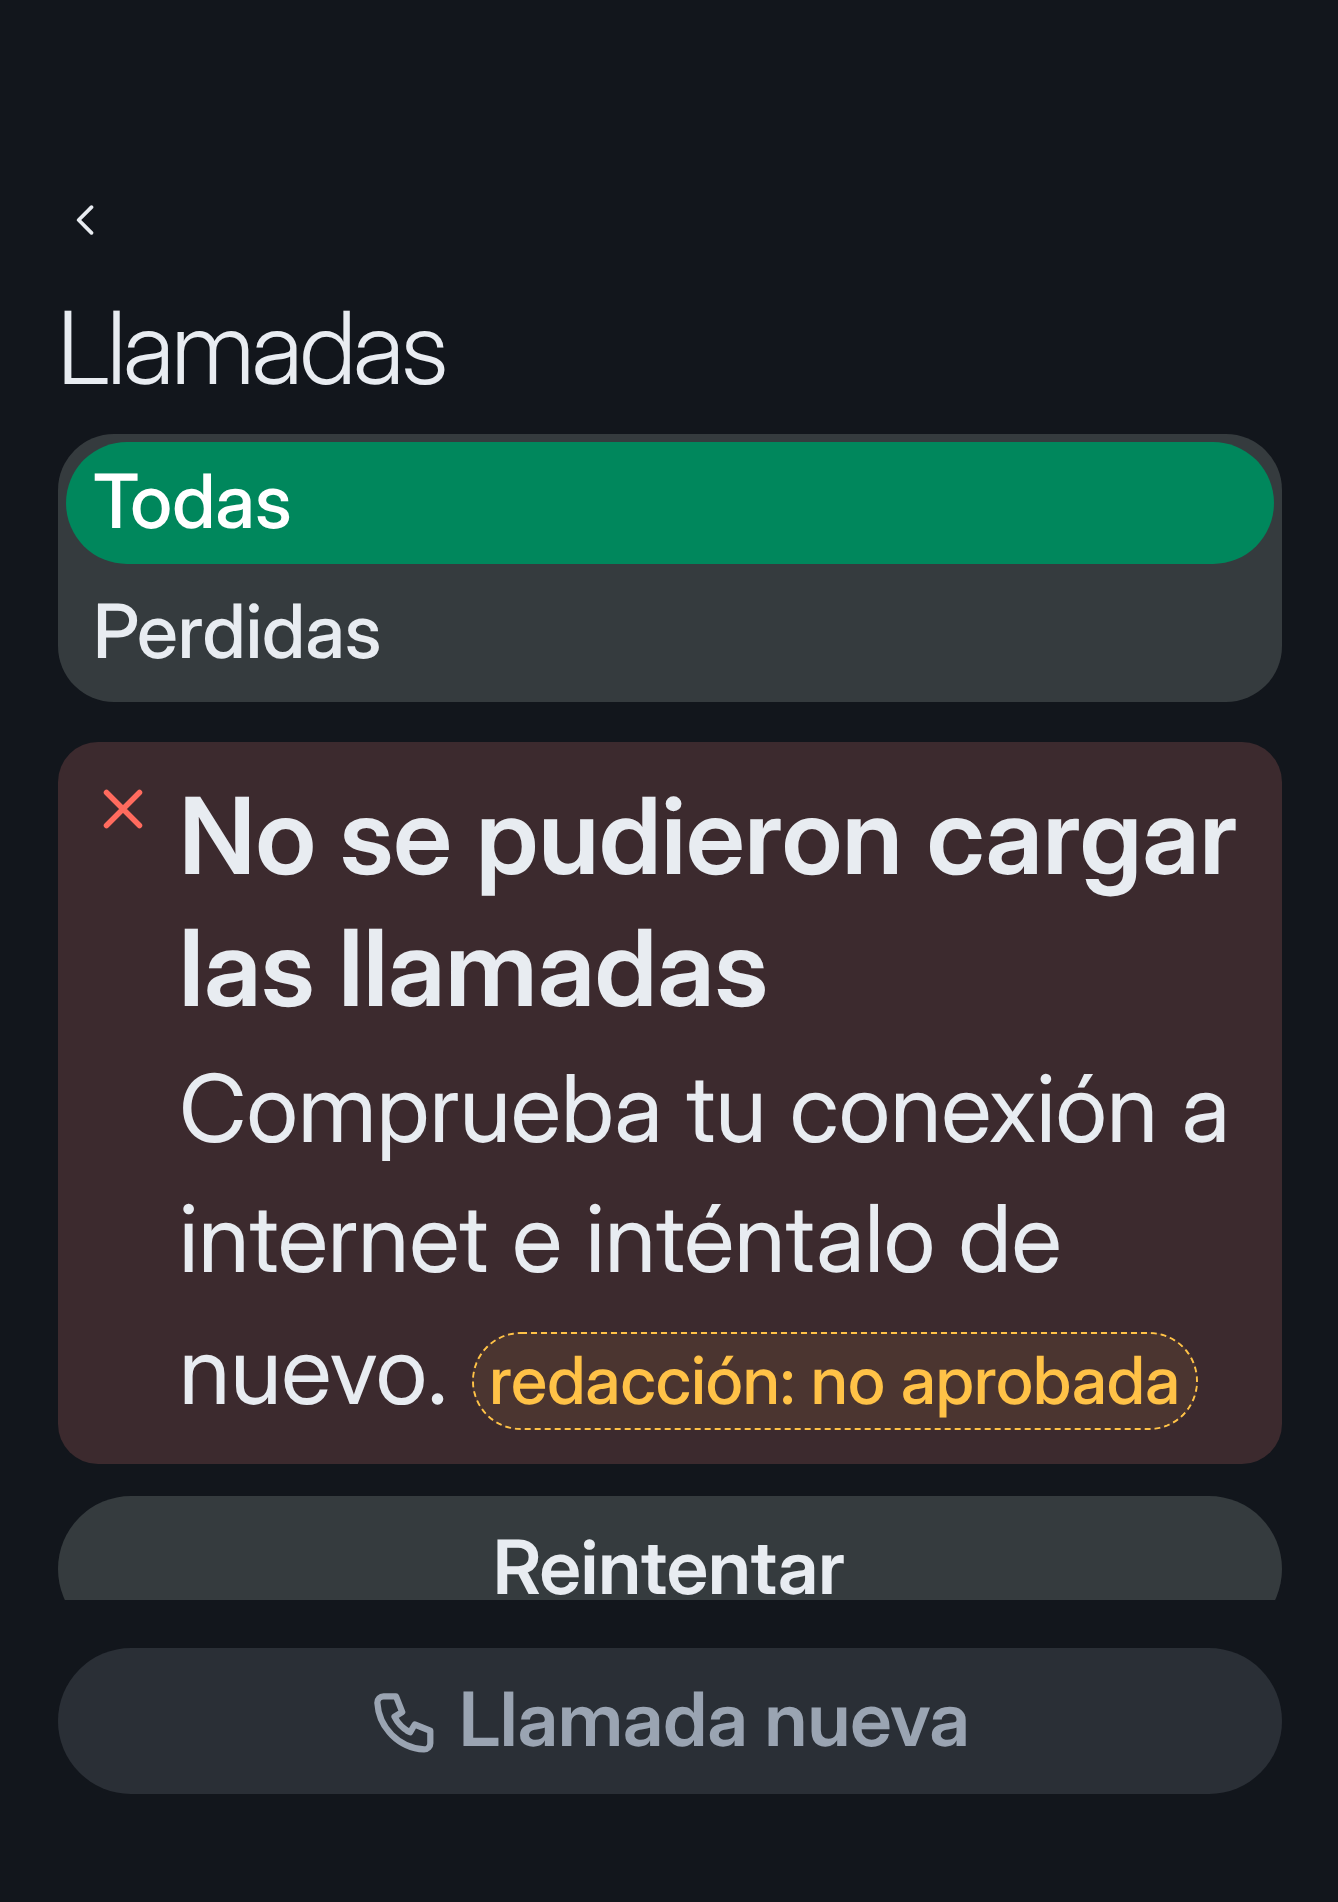 Llamadas
Todas
Perdidas
No se pudieron cargar
las llamadas
Comprueba tu conexión a
internet e inténtalo de
nuevo. redacción: no aprobada
Reintentar
Llamada nueva